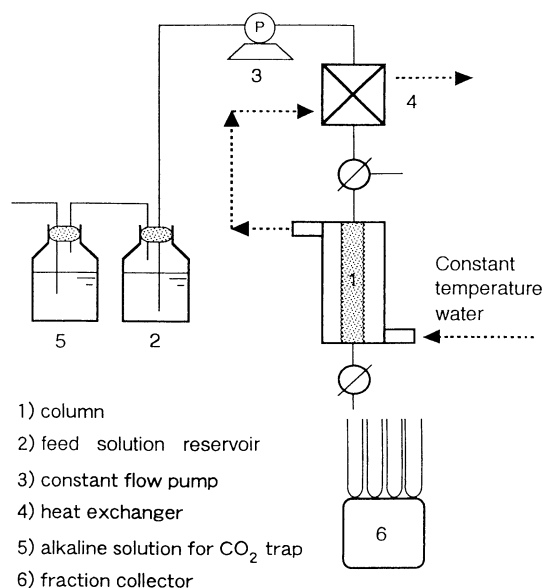 P
3
4
1
Constant
temperature
water
5
2
1) column
2) feed solution reservoir
3) constant flow pump
4) heat exchanger
5) alkaline solution for CO₂ trap
6) fraction collector
6